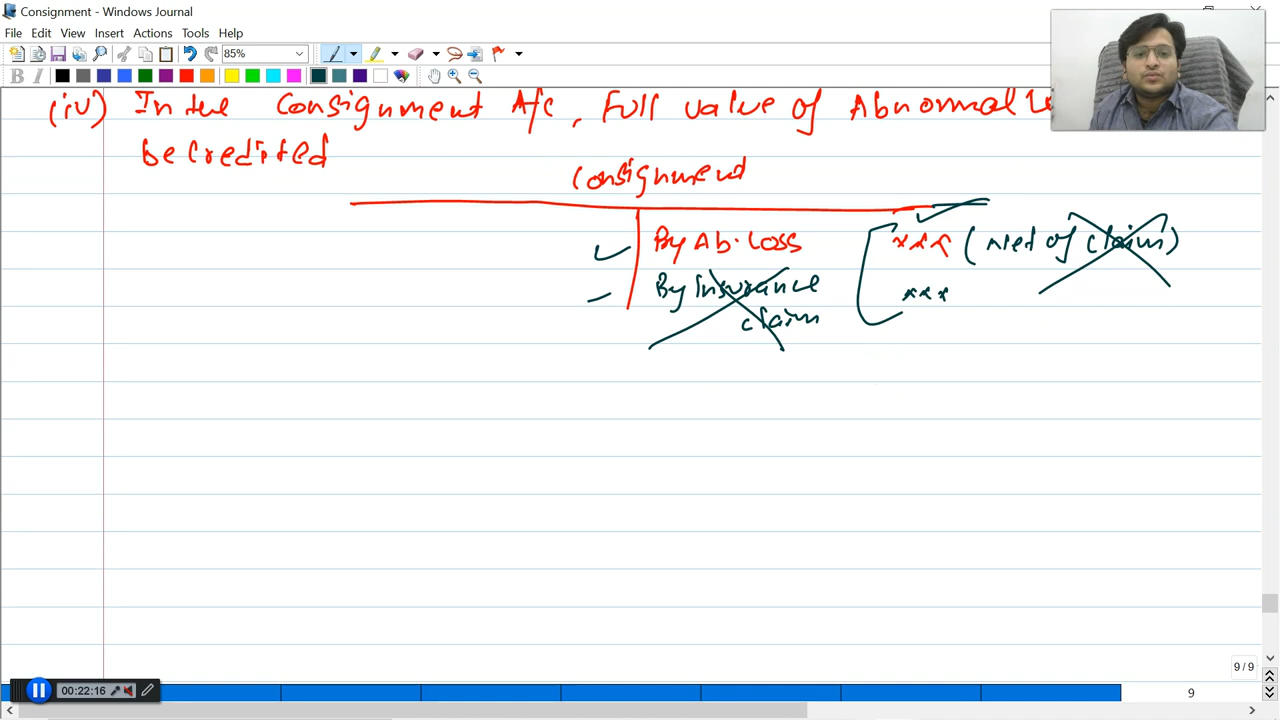 Consignment - Windows Journal
File Edit View Insert Actions Tools Help
85%
(iv) In the Consignment A/c, Full value of Abnormal
be credited
Consignment
By Ab. Loss xxx (Net of claim)
By Insurance xxx
claim
9 / 9
00:22:16
9